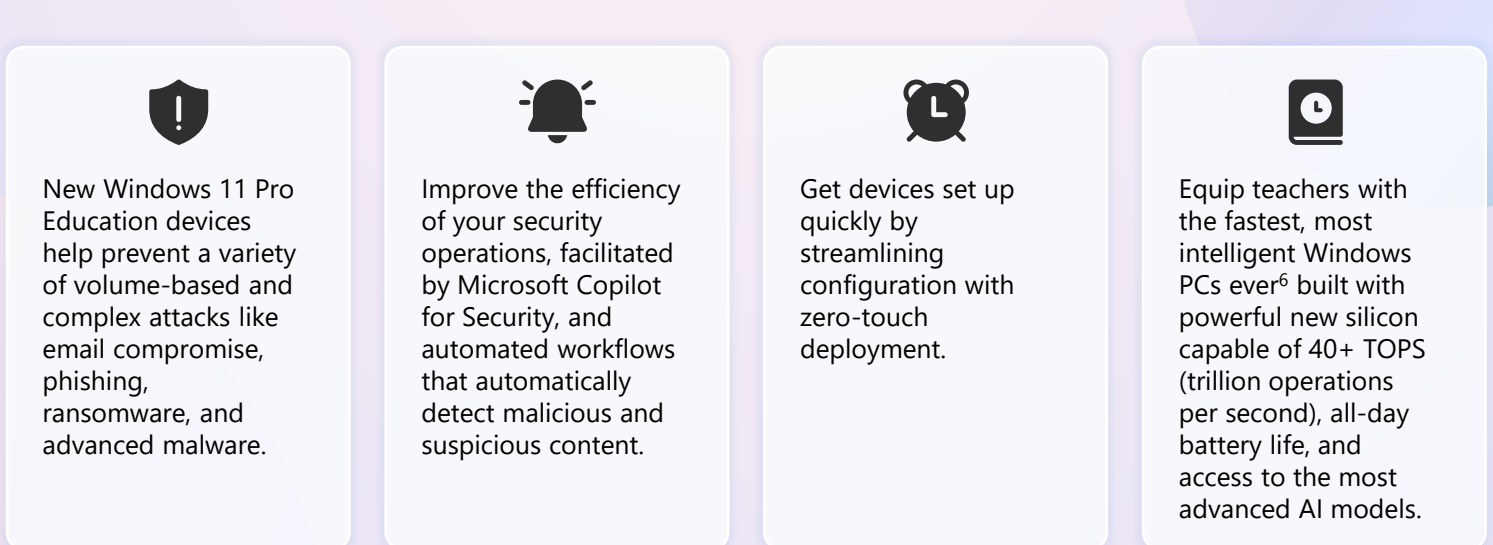 New Windows 11 Pro
Education devices
help prevent a variety
of volume-based and
complex attacks like
email compromise,
phishing,
ransomware, and
advanced malware.
Improve the efficiency
of your security
operations, facilitated
by Microsoft Copilot
for Security, and
automated workflows
that automatically
detect malicious and
suspicious content.
Get devices set up
quickly by
streamlining
configuration with
zero-touch
deployment.
Equip teachers with
the fastest, most
intelligent Windows
PCs ever⁶ built with
powerful new silicon
capable of 40+ TOPS
(trillion operations
per second), all-day
battery life, and
access to the most
advanced AI models.